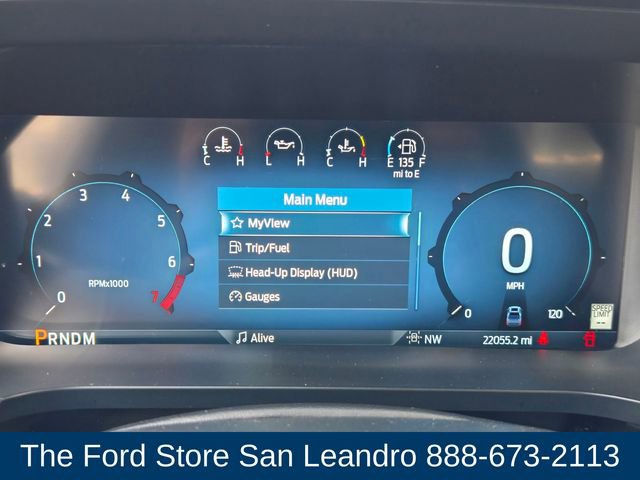 C H
L H
C H
E 135 F
mi to E
Main Menu
MyView
Trip/Fuel
Head-Up Display (HUD)
Gauges
0 1 2 3 4 5 6 7
RPMx1000
0
MPH
0 120
SPEED
LIMIT
--
PRNDM
Alive
NW
22055.2 mi
The Ford Store San Leandro 888-673-2113